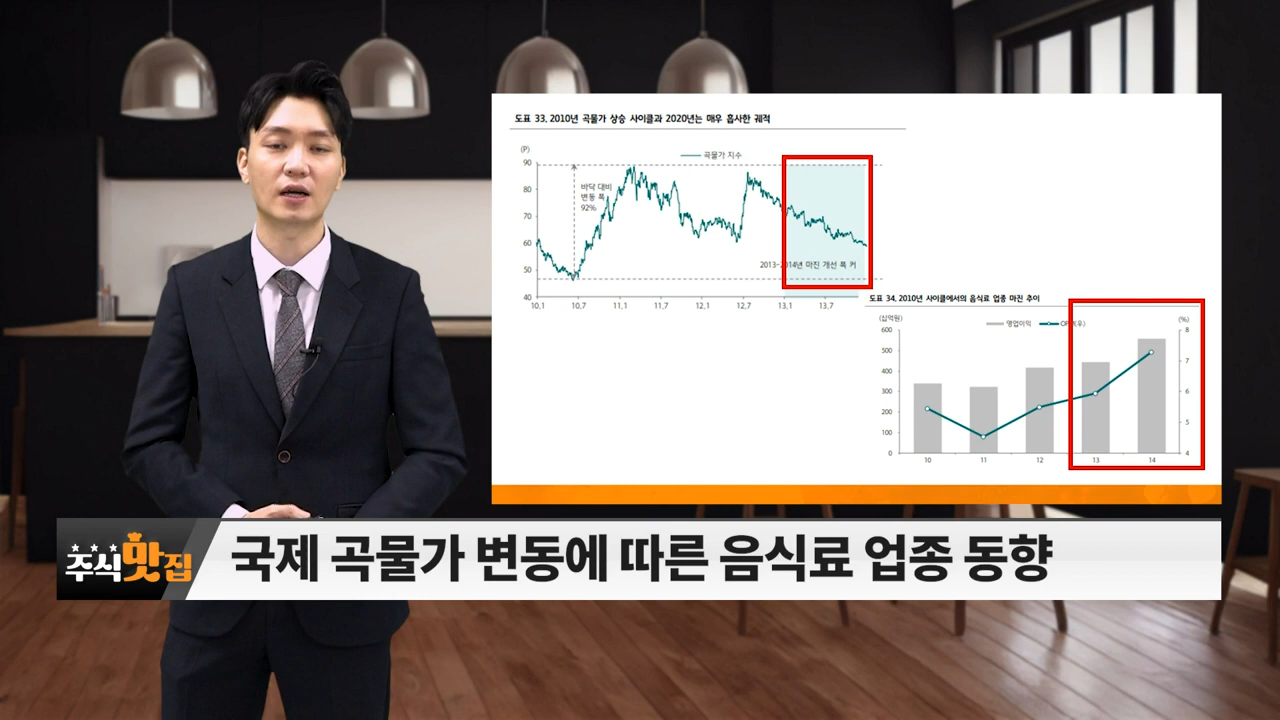 도표 33. 2010년 곡물가 상승 사이클과 2020년는 매우 흡사한 궤적
(P)
곡물가 지수
90
80
70
60
50
40
바닥 대비
변동 폭
92%
2013~2014년 마진 개선 폭 커
10.1 10.7 11.1 11.7 12.1 12.7 13.1 13.7
도표 34. 2010년 사이클에서의 음식료 업종 마진 추이
(십억원)
영업이익
(%)
600
500
400
300
200
100
0
8
7
6
5
4
10 11 12 13 14
주식맛집
국제 곡물가 변동에 따른 음식료 업종 동향